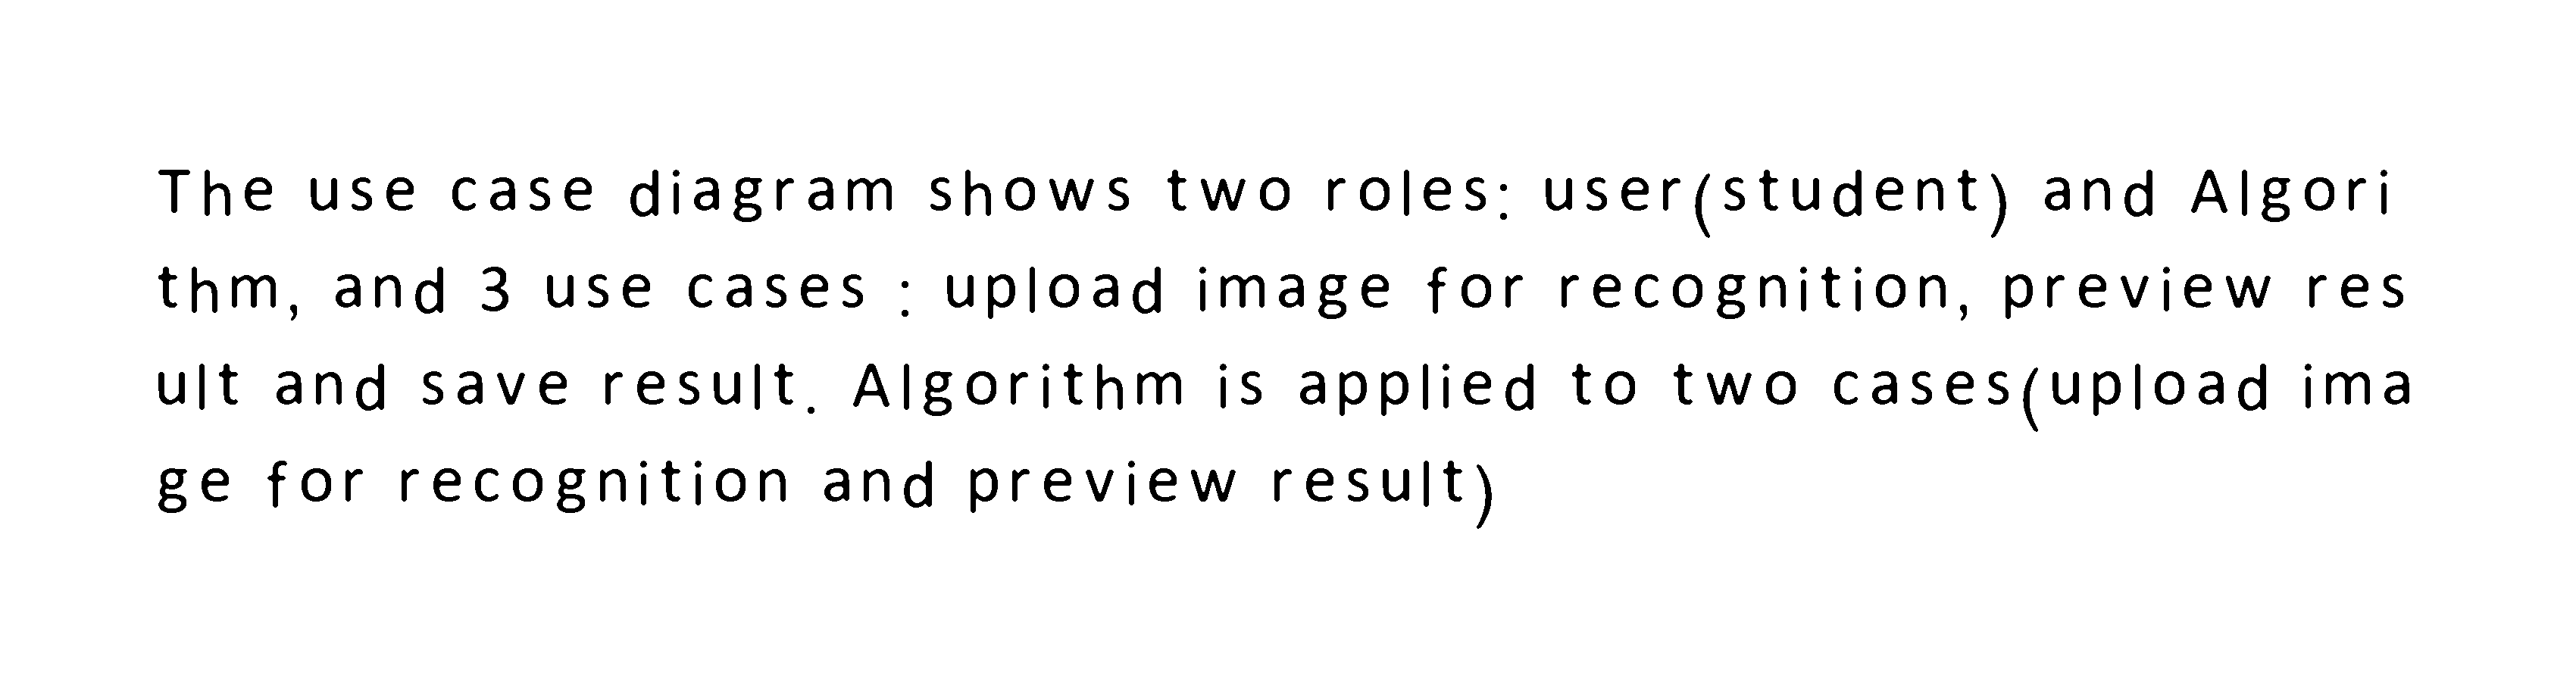 The use case diagram shows two roles: user(student) and Algori
thm, and 3 use cases : upload image for recognition, preview res
ult and save result. Algorithm is applied to two cases(upload ima
ge for recognition and preview result)